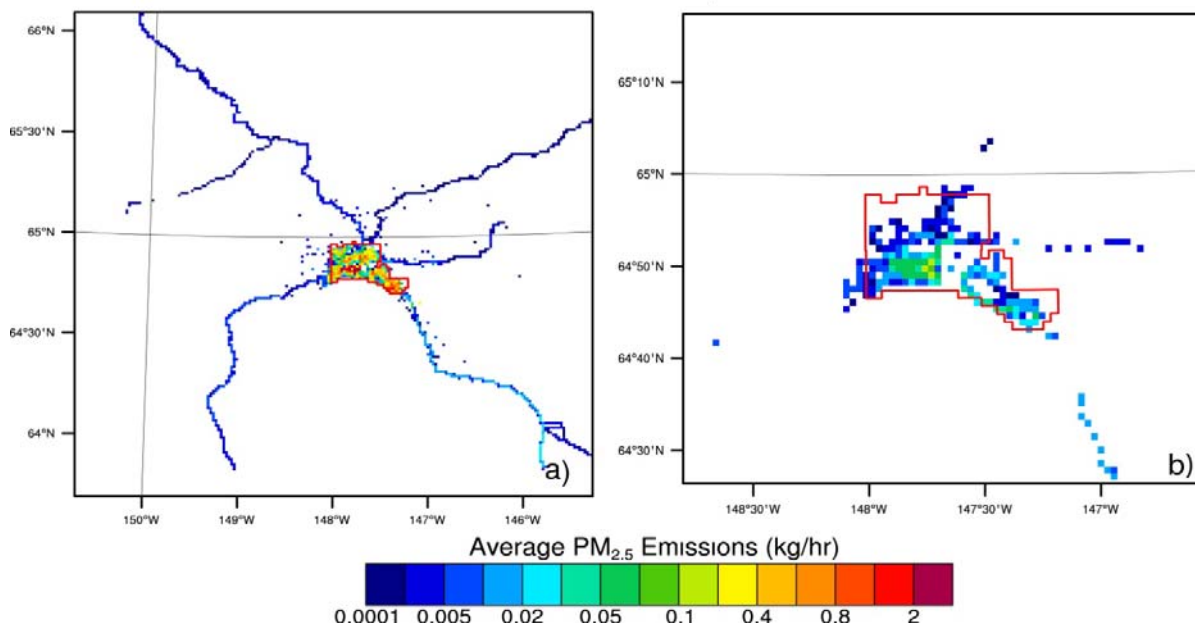 66°N
65°30'N
65°N
64°30'N
64°N
150°W 149°W 148°W 147°W 146°W
a)
65°10'N
65°N
64°50'N
64°40'N
64°30'N
148°30'W 148°W 147°30'W 147°W
b)
Average PM2.5 Emissions (kg/hr)
0.0001 0.005 0.02 0.05 0.1 0.4 0.8 2